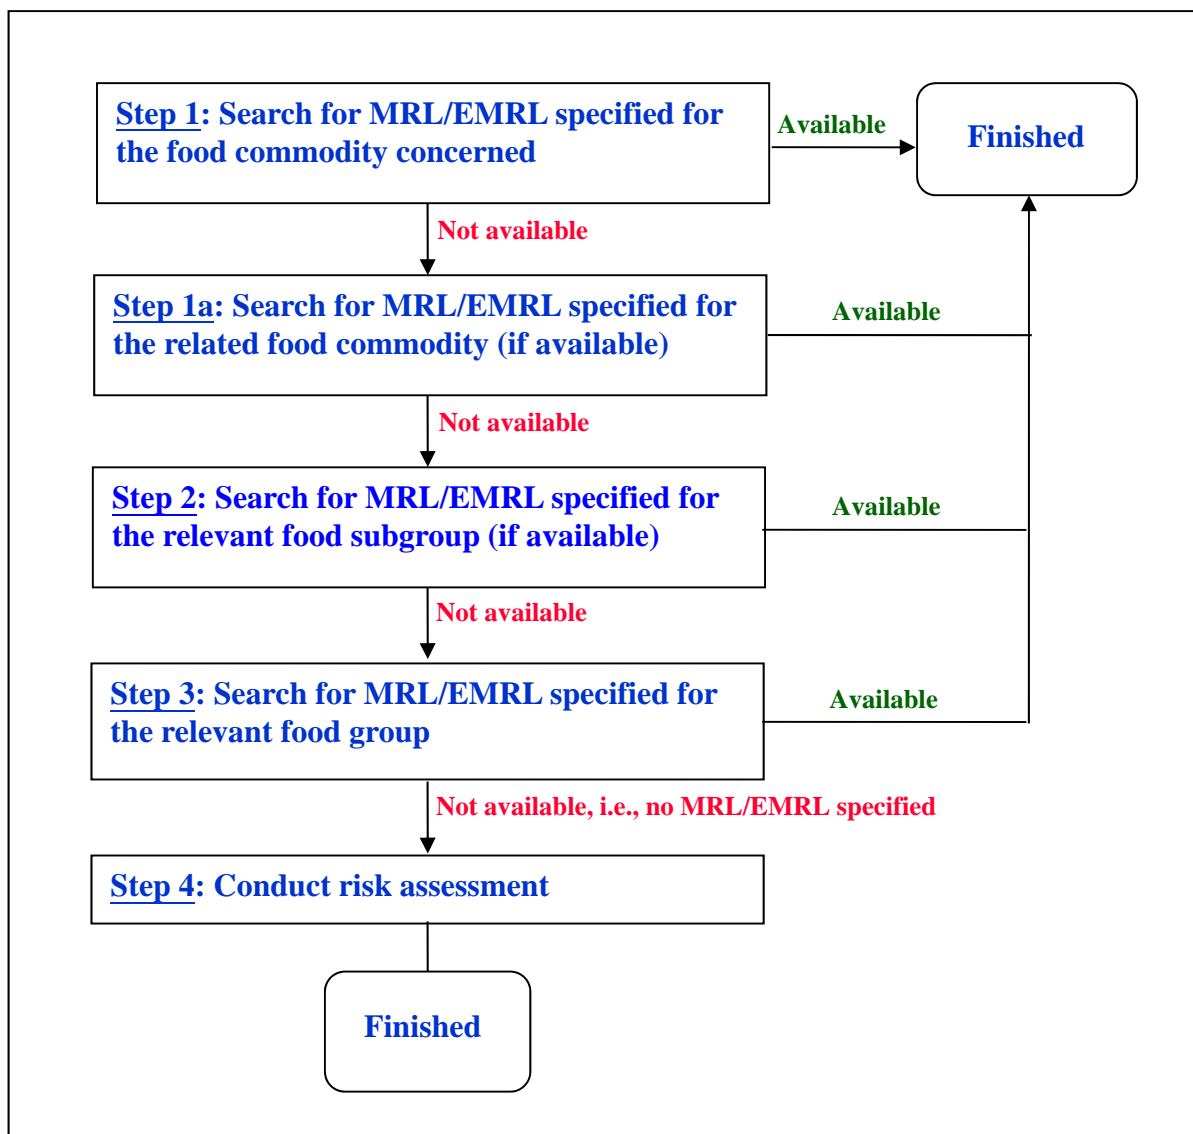 Step 1: Search for MRL/EMRL specified for
the food commodity concerned
Available
Finished
Not available
Step 1a: Search for MRL/EMRL specified for
the related food commodity (if available)
Available
Not available
Step 2: Search for MRL/EMRL specified for
the relevant food subgroup (if available)
Available
Not available
Step 3: Search for MRL/EMRL specified for
the relevant food group
Available
Not available, i.e., no MRL/EMRL specified
Step 4: Conduct risk assessment
Finished